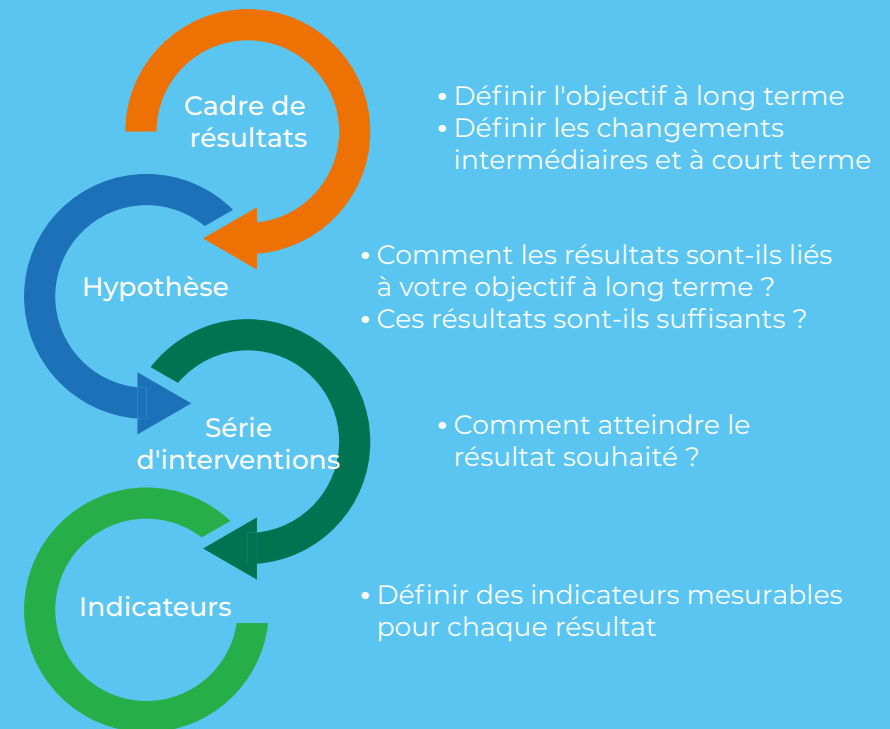 Cadre de
résultats
• Définir l'objectif à long terme
• Définir les changements
intermédiaires et à court terme
Hypothèse
• Comment les résultats sont-ils liés
à votre objectif à long terme ?
• Ces résultats sont-ils suffisants ?
Série
d'interventions
• Comment atteindre le
résultat souhaité ?
Indicateurs
• Définir des indicateurs mesurables
pour chaque résultat